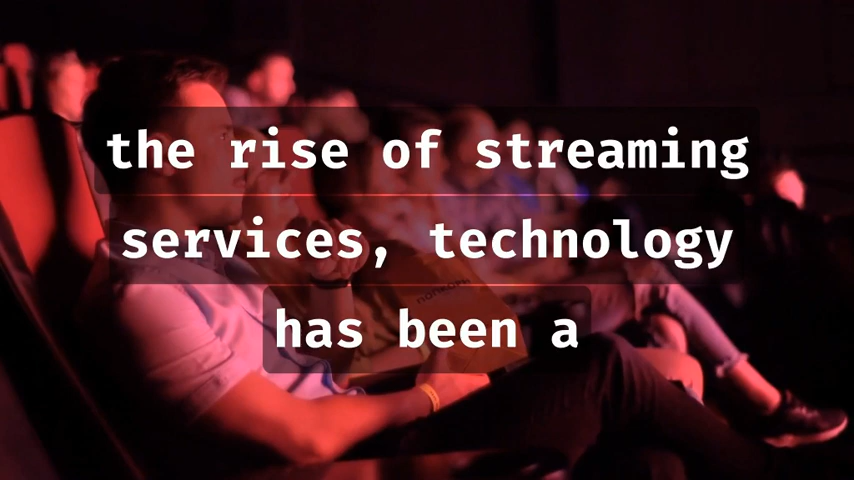 the rise of streaming
services, technology
has been a